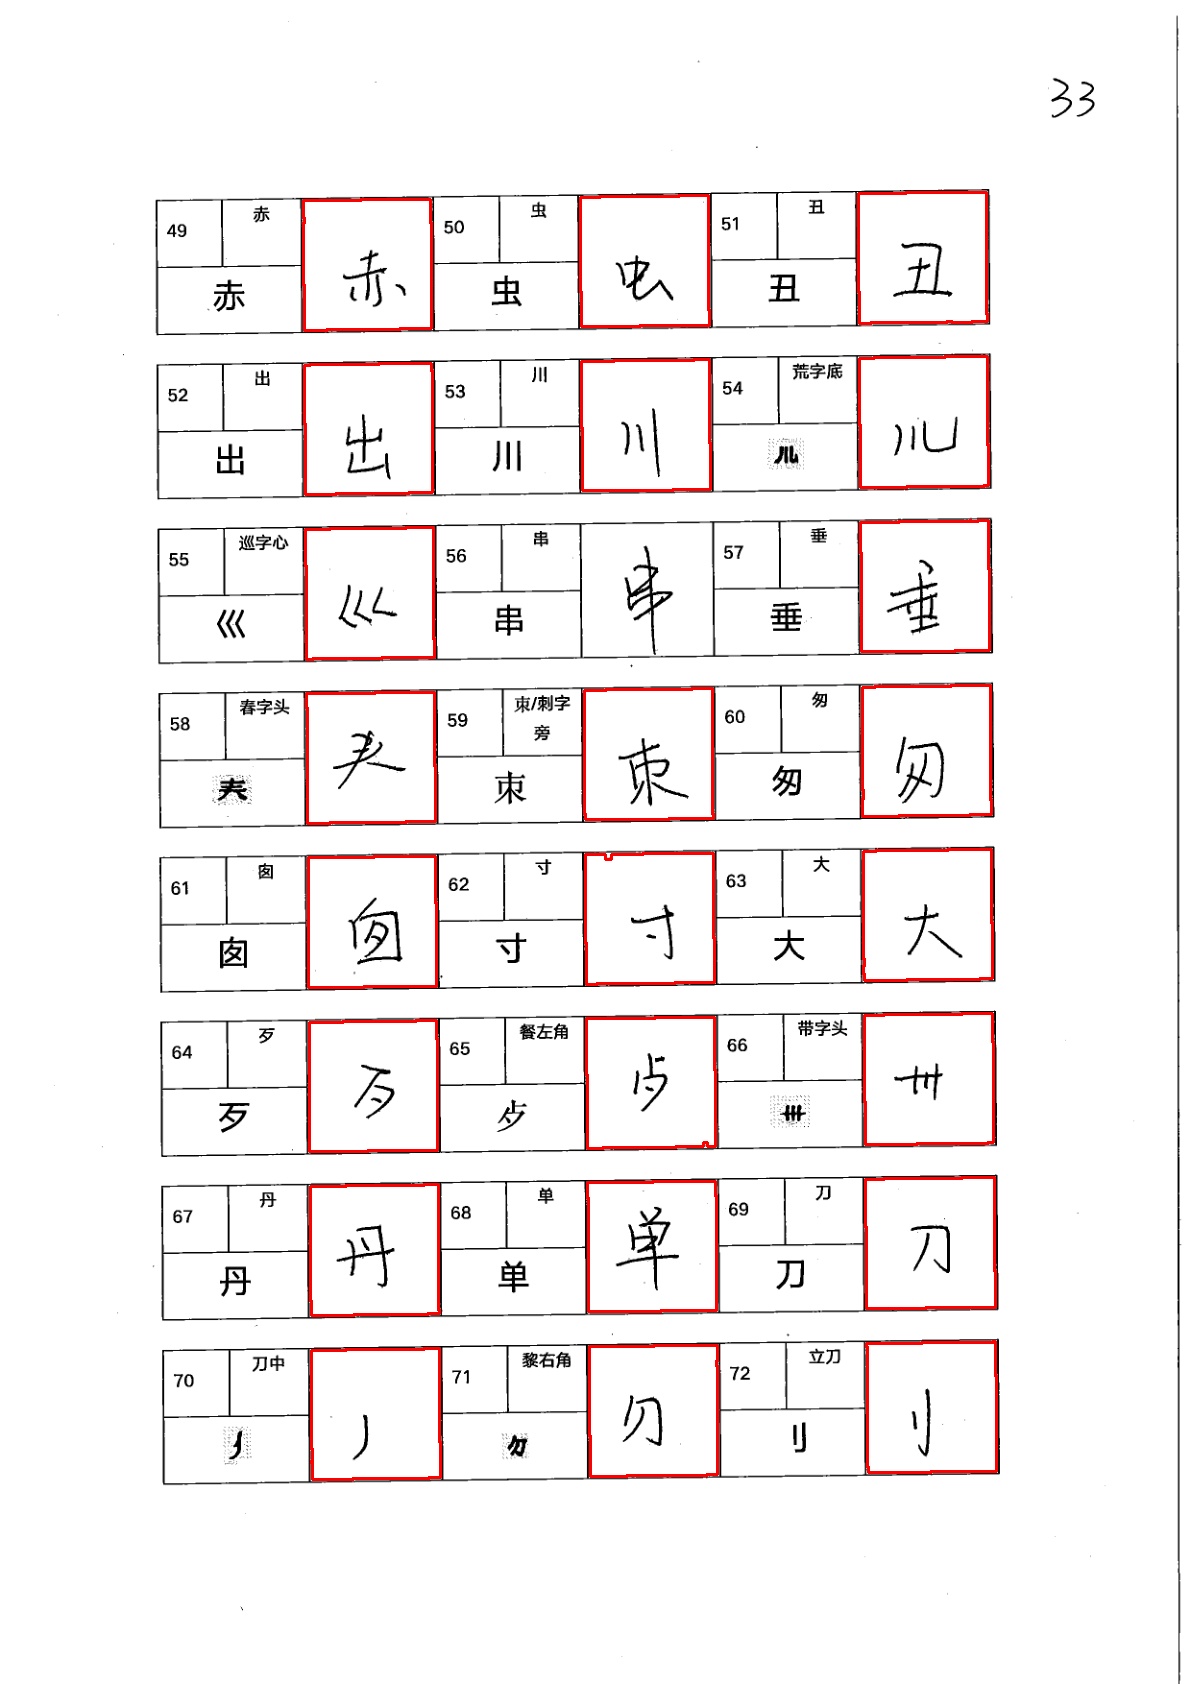 33
49 赤 赤 赤 50 虫 虫 虫 51 丑 丑 丑
52 出 出 出 53 川 川 川 54 荒字底 㐬
55 巡字心 巛 巛 56 串 串 串 57 垂 垂 垂
58 春字头 𡗗 𡗗 59 朿/刺字旁 朿 朿 60 匆 匆 匆
61 囱 囱 囱 62 寸 寸 寸 63 大 大 大
64 歹 歹 歹 65 餐左角 歺 歺 66 带字头 卌 卌
67 丹 丹 丹 68 单 单 单 69 刀 刀 刀
70 刀中 丿 丿 71 黎右角 勿 勿 72 立刀 刂 刂